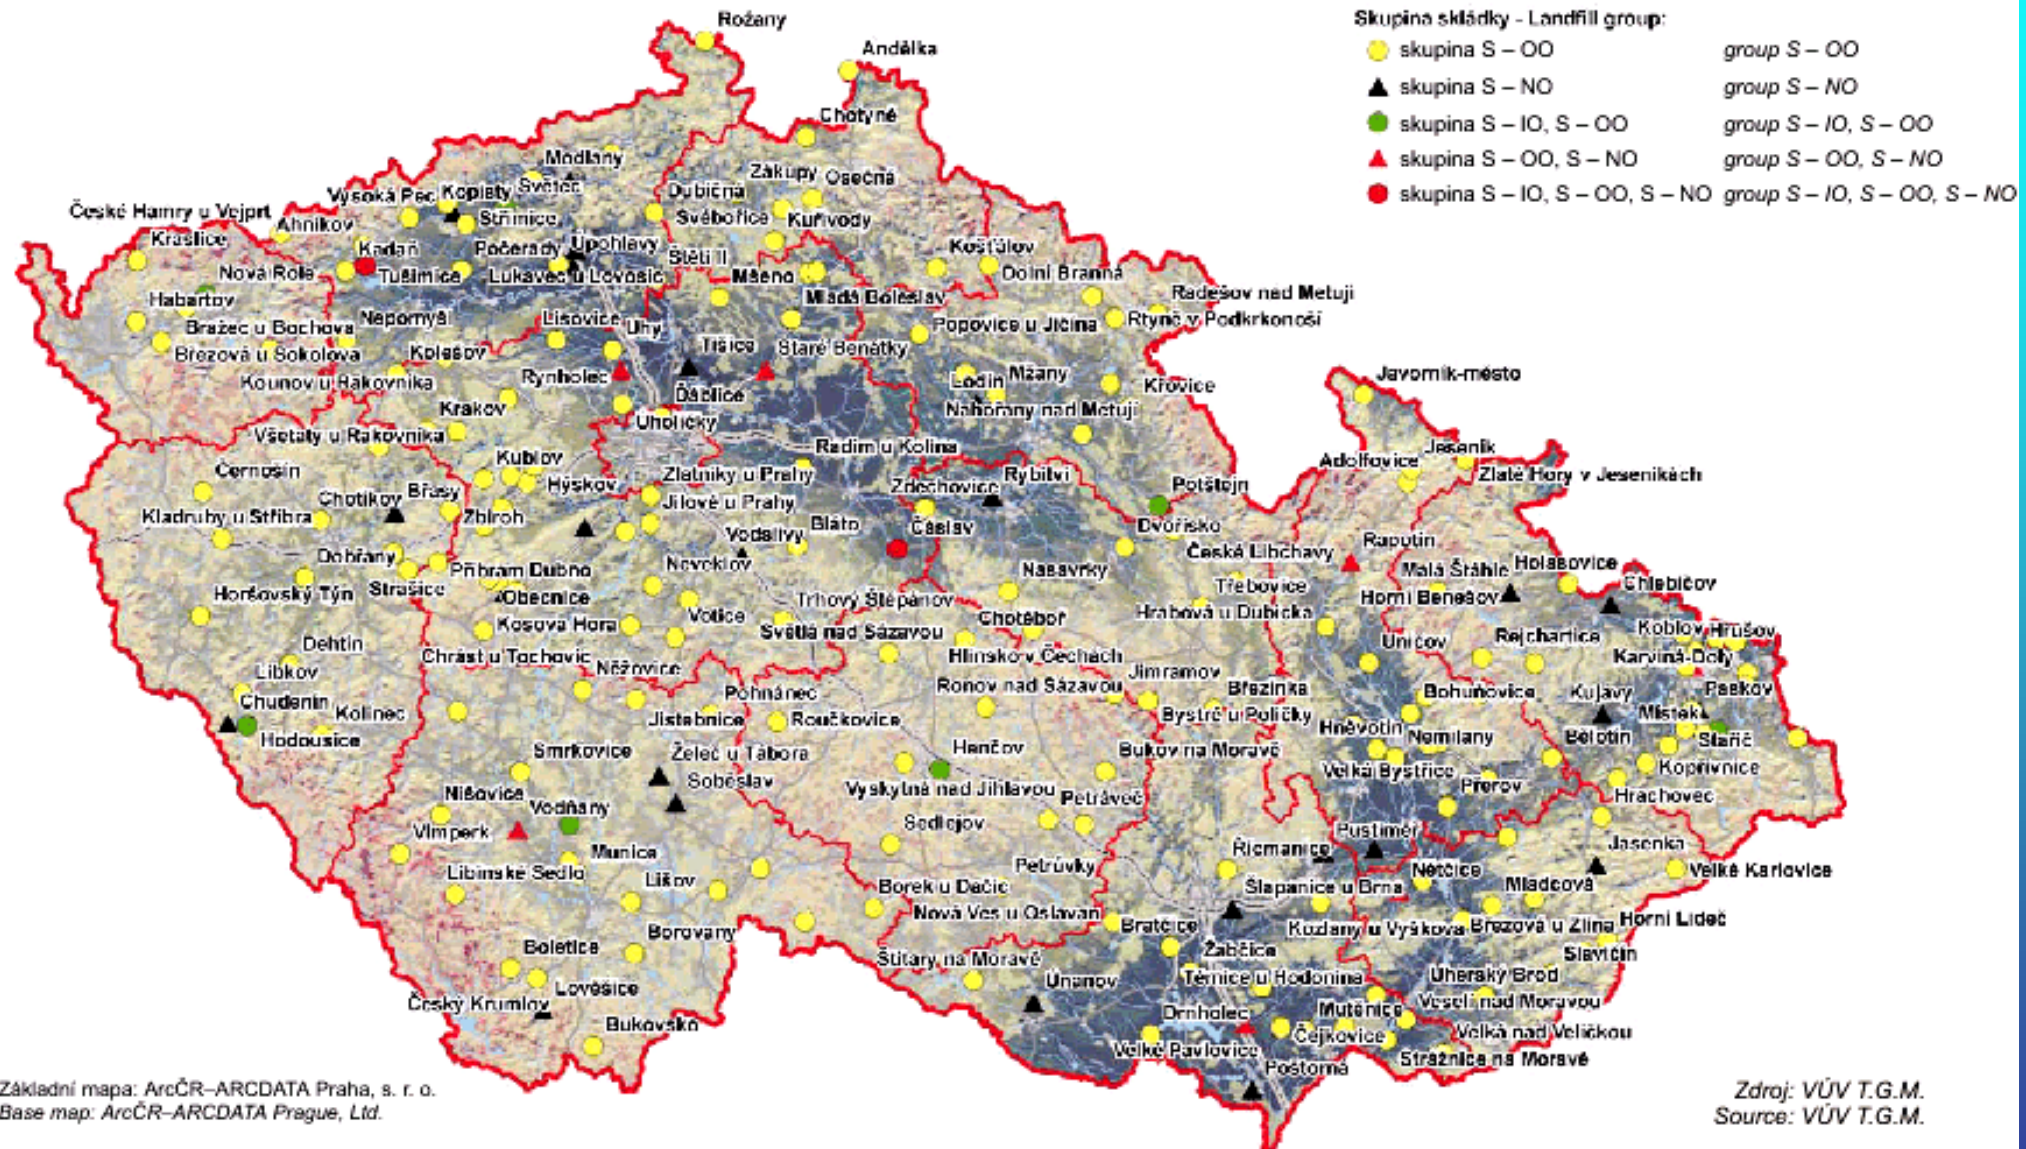 Rožany
Skupina skládky - Landfill group:
Andělka
skupina S – OO group S – OO
skupina S – NO group S – NO
Chotyně
skupina S – IO, S – OO group S – IO, S – OO
Modlany
skupina S – OO, S – NO group S – OO, S – NO
Zákupy Osečná
Vysoká Pec Kopisty Světec
Dubičná
skupina S – IO, S – OO, S – NO group S – IO, S – OO, S – NO
České Hamry u Vejprt
Střimice
Svébořice Kuřivody
Ahníkov
Kraslice
Kadaň
Počerady Úpohlavy
Košťálov
Štětí II
Nová Role
Tušimice
Lukavec u Lovosic
Mšeno
Dolní Branná
Habartov
Mladá Boleslav
Radešov nad Metují
Nepomyšl
Lisovice Uhy
Rtyně v Podkrkonoší
Bražec u Bochova
Popovice u Jičína
Březová u Sokolova
Kolešov
Tišice
Staré Benátky
Kounov u Rakovníka
Rynholec
Lodín Mžany
Křovice
Javorník-město
Ďáblice
Krakov
Nahořany nad Metují
Uholičky
Všetaty u Rakovníka
Radim u Kolína
Jeseník
Kublov
Adolfovice
Černošín
Zlatníky u Prahy
Rybitví
Zlaté Hory v Jeseníkách
Hýskov
Zdechovice
Potštejn
Chotíkov Břasy
Jílové u Prahy
Kladruby u Stříbra
Zbiroh
Bláto
Čáslav
Dvořisko
Vodslivy
Rapotín
Dobřany
Česká Libchavy
Neveklov
Příbram Dubno
Nasavrky
Malá Štáhle Holasovice
Strašice
Třebovice
Chlebičov
Horšovský Týn
Obecnice
Trhový Štěpánov
Horní Benešov
Votice
Hrabová u Dubicka
Chotěboř
Kosova Hora
Světlá nad Sázavou
Koblov Hrušov
Uničov
Rejchartice
Dehtín
Chrást u Tochovic
Hlinsko v Čechách
Karviná-Doly
Něžovice
Libkov
Jimramov
Ronov nad Sázavou
Březinka
Paskov
Pohnánec
Bohuňovice
Kujavy
Chudenín
Kolinec
Jistebnice
Roučkovice
Bystré u Poličky
Místek
Hněvotín
Nemilany
Hodousice
Bělotín
Stařič
Smrkovice
Želeč u Tábora
Henčov
Bukov na Moravě
Velká Bystřice
Kopřivnice
Soběslav
Nišovice
Vyskytná nad Jihlavou
Petráveč
Přerov
Hrachovec
Vodňany
Vimperk
Sedlejov
Pustiměř
Munice
Říčmanice
Jasenka
Libínské Sedlo
Lišov
Petrůvky
Nětčice
Velké Karlovice
Borek u Dačic
Šlapanice u Brna
Mladcová
Nová Ves u Oslavan
Bratčice
Kozlany u Vyškova
Březová u Zlína
Horní Lideč
Borovany
Boletice
Žabčice
Slavičín
Štítary na Moravě
Únanov
Těmice u Hodonína
Uherský Brod
Lověšice
Český Krumlov
Veselí nad Moravou
Drnholec
Mutěnice
Bukovsko
Čejkovice
Velká nad Veličkou
Velké Pavlovice
Strážnice na Moravě
Poštorná
Základní mapa: ArcČR–ARCDATA Praha, s. r. o.
Base map: ArcČR–ARCDATA Prague, Ltd.
Zdroj: VÚV T.G.M.
Source: VÚV T.G.M.